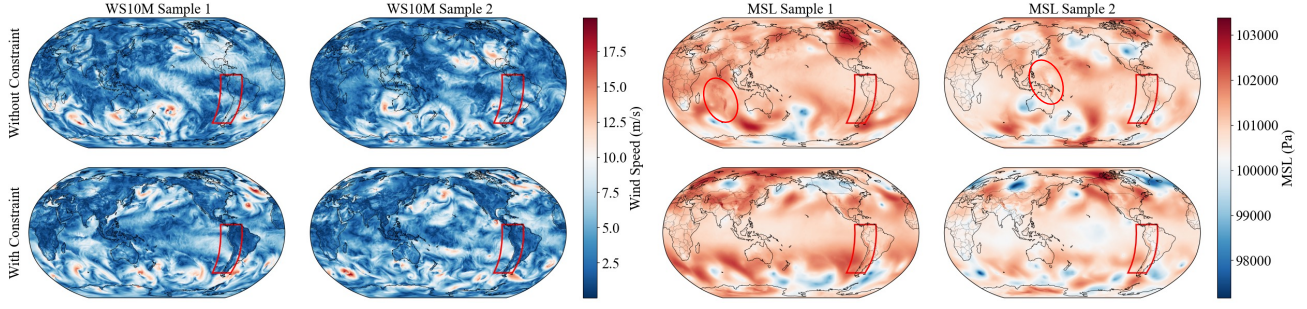 WS10M Sample 1
WS10M Sample 2
MSL Sample 1
MSL Sample 2
Without Constraint
With Constraint
17.5
15.0
12.5
10.0
7.5
5.0
2.5
Wind Speed (m/s)
103000
102000
101000
100000
99000
98000
MSL (Pa)